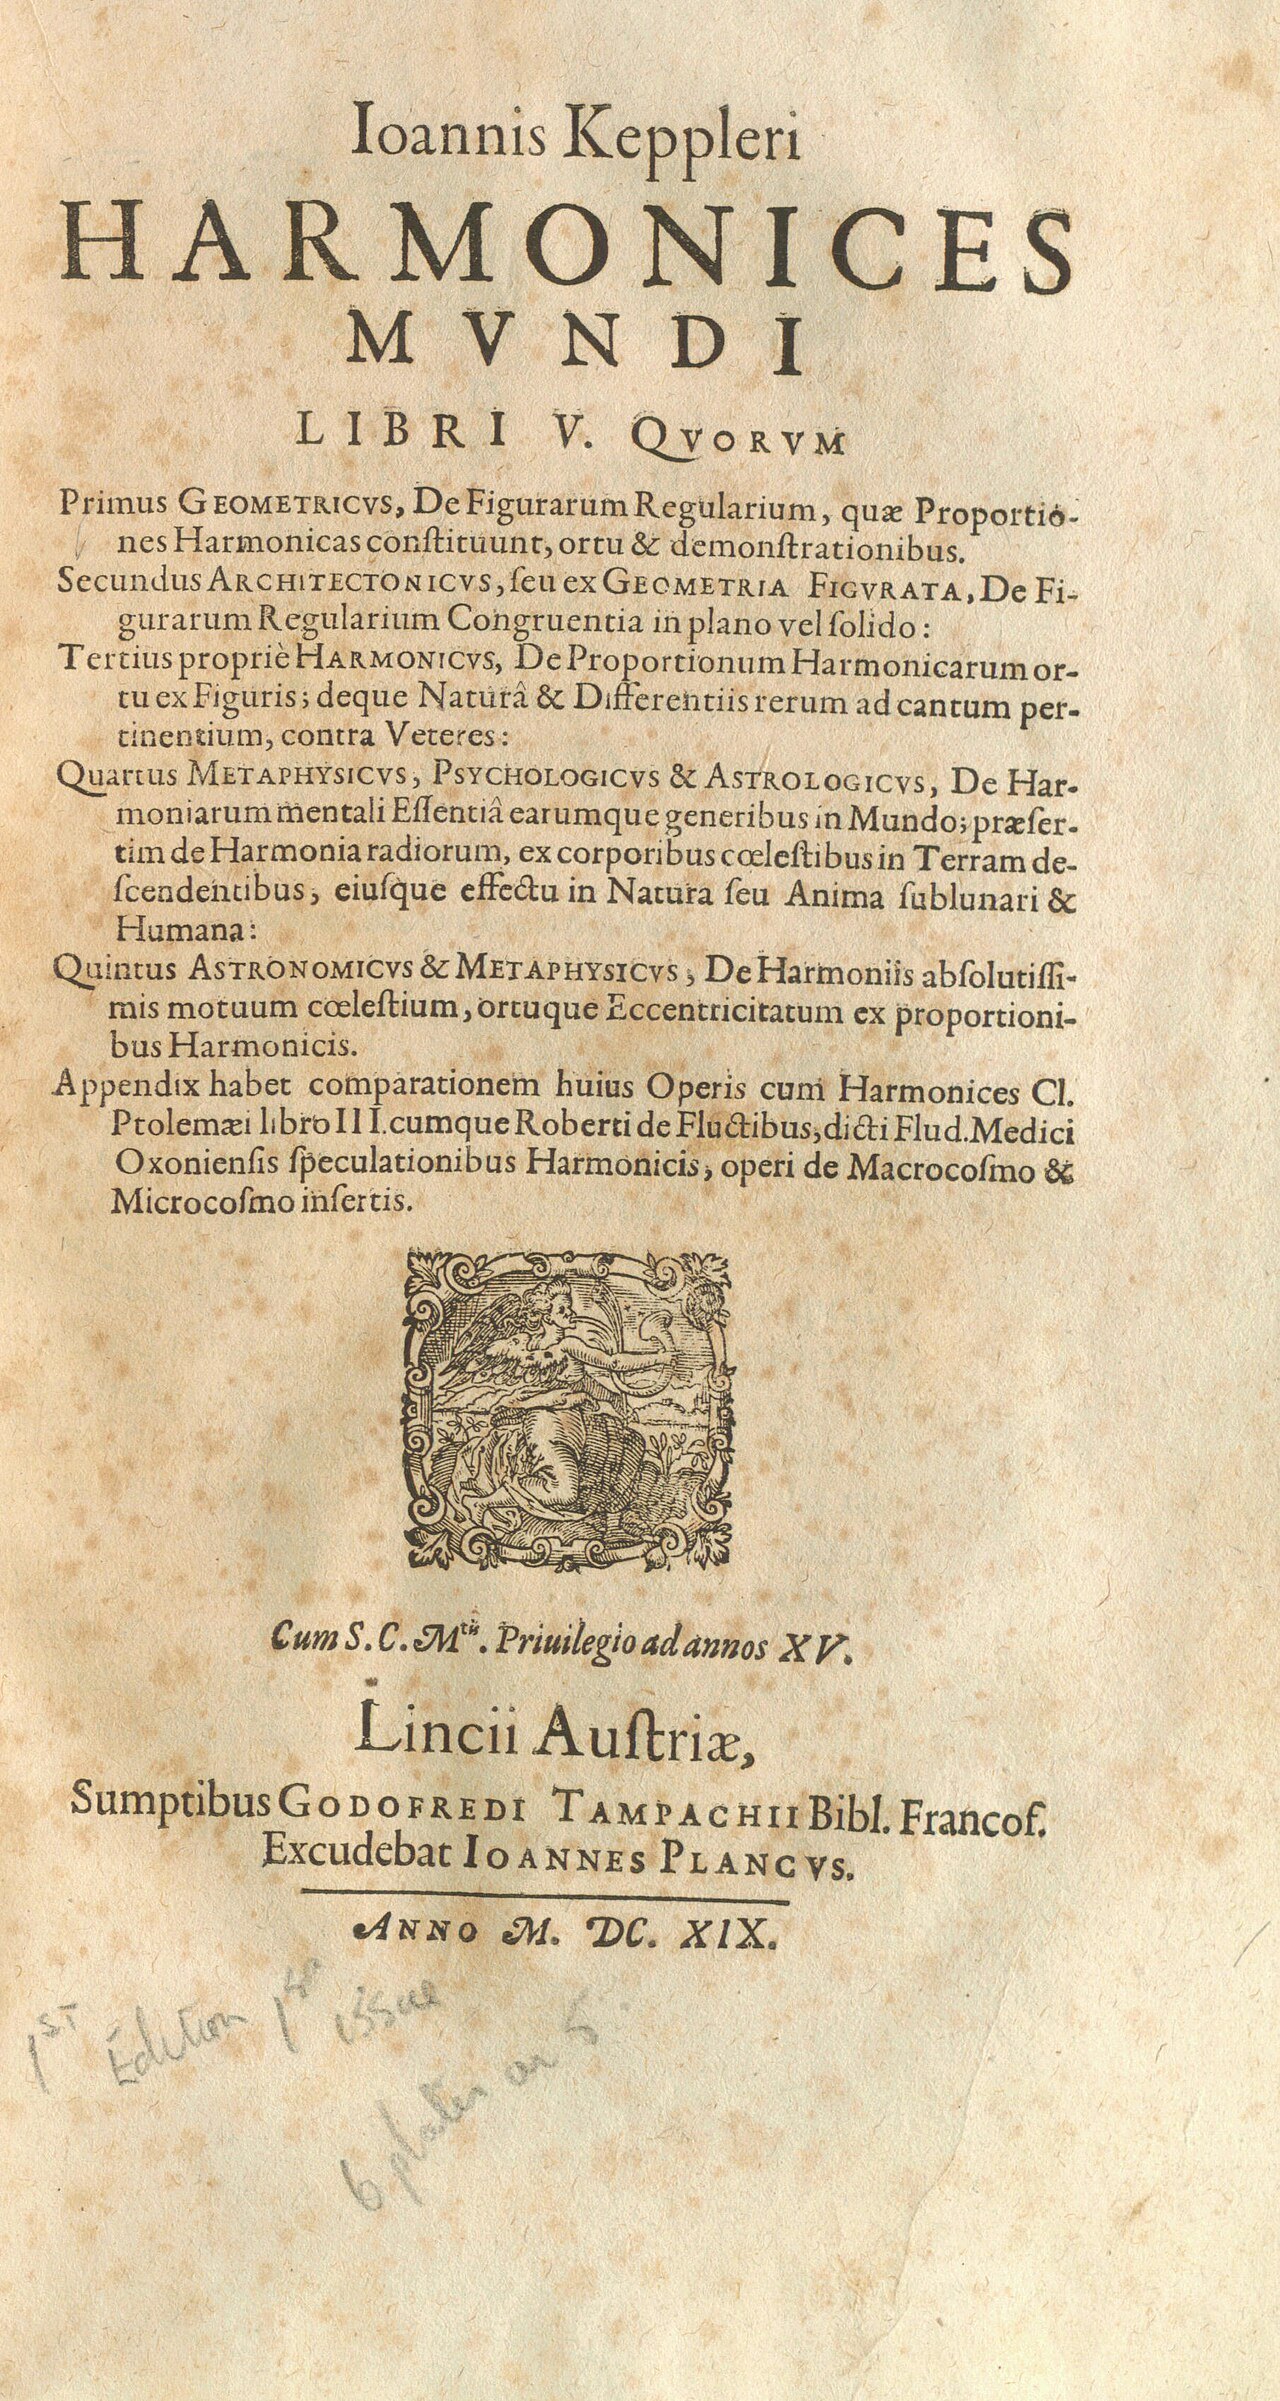 Ioannis Keppleri
HARMONICES
MVNDI
LIBRI V. QVORVM
Primus GEOMETRICVS, De Figurarum Regularium, quæ Proportio-
nes Harmonicas conſtituunt, ortu & demonſtrationibus.
Secundus ARCHITECTONICVS, ſeu ex GEOMETRIA FIGVRATA, De Fi-
gurarum Regularium Congruentia in plano vel ſolido:
Tertius propriè HARMONICVS, De Proportionum Harmonicarum or-
tu ex Figuris; deque Naturâ & Differentiis rerum ad cantum per-
tinentium, contra Veteres:
Quartus METAPHYSICVS, PSYCHOLOGICVS & ASTROLOGICVS, De Har-
moniarum mentali Eſſentiâ earumque generibus in Mundo; præſer-
tim de Harmonia radiorum, ex corporibus cœleſtibus in Terram de-
ſcendentibus, eiuſque effectu in Natura ſeu Anima ſublunari &
Humana:
Quintus ASTRONOMICVS & METAPHYSICVS, De Harmoniis abſolutiſſi-
mis motuum cœleſtium, ortuque Eccentricitatum ex proportioni-
bus Harmonicis.
Appendix habet comparationem huius Operis cum Harmonices Cl.
Ptolemæi libro III. cumque Roberti de Fluctibus, dicti Flud. Medici
Oxonienſis ſpeculationibus Harmonicis, operi de Macrocoſmo &
Microcoſmo inſertis.
Cum S. C. Mtis. Priuilegio ad annos XV.
Lincii Auſtriæ,
Sumptibus GODOFREDI TAMPACHII Bibl. Francof.
Excudebat IOANNES PLANCVS.
ANNO M. DC. XIX.
1ST Edition 1st issue
6 plates on 5